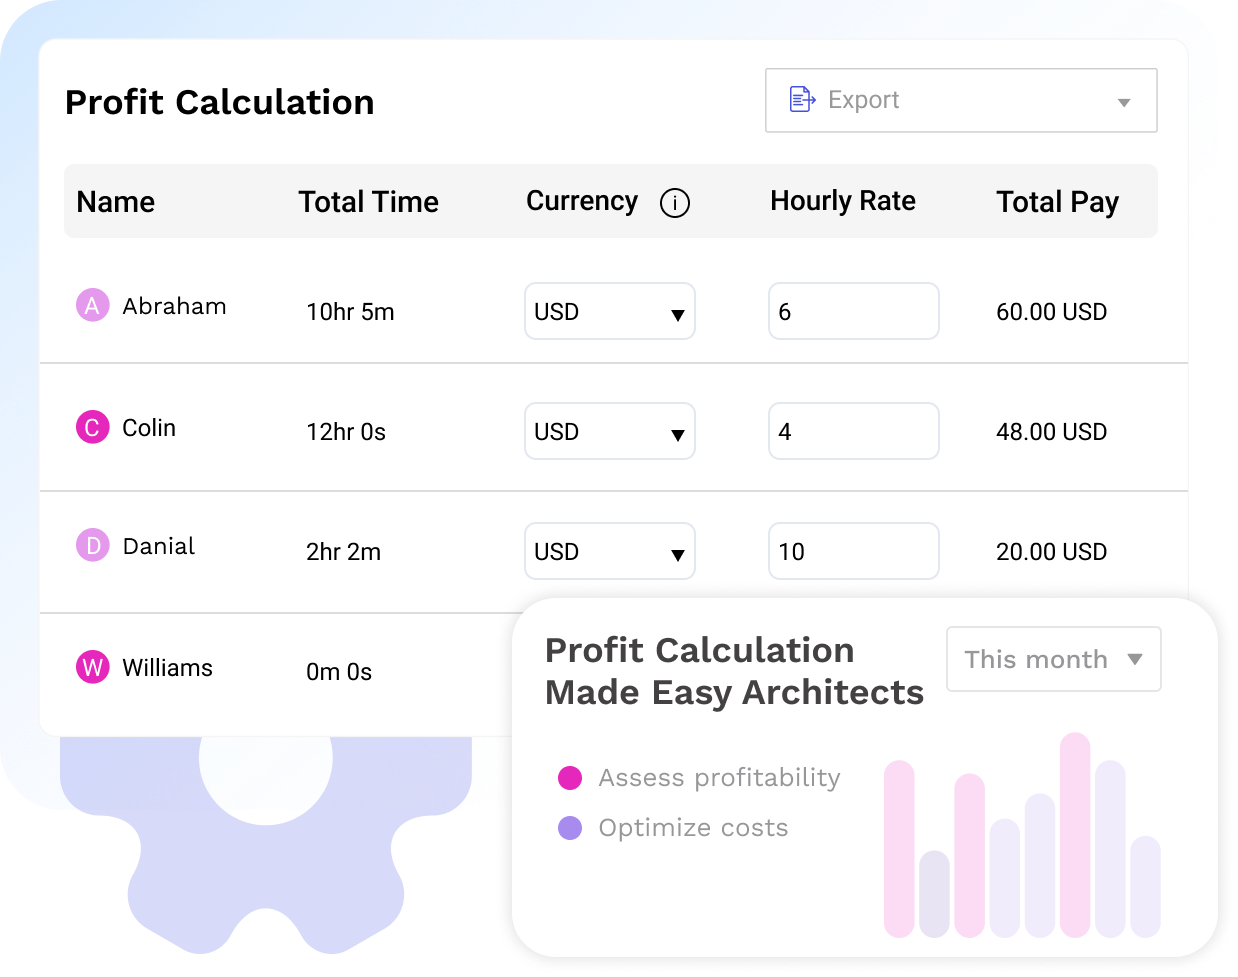 Profit Calculation
Export
Name Total Time Currency i Hourly Rate Total Pay
A Abraham 10hr 5m USD 6 60.00 USD
C Colin 12hr 0s USD 4 48.00 USD
D Danial 2hr 2m USD 10 20.00 USD
W Williams 0m 0s
Profit Calculation
Made Easy Architects
This month
Assess profitability
Optimize costs